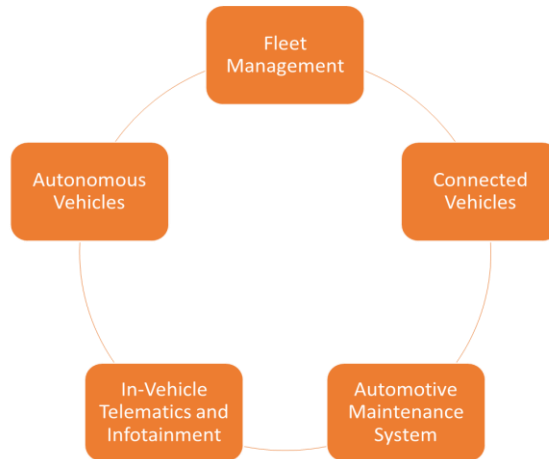 Fleet
Management
Autonomous
Vehicles
Connected
Vehicles
In-Vehicle
Telematics and
Infotainment
Automotive
Maintenance
System